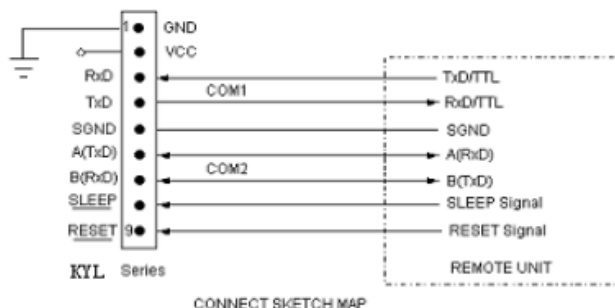 1 GND
VCC
RxD TxD/TTL
COM1
TxD RxD/TTL
SGND SGND
A(TxD) A(RxD)
COM2
B(RxD) B(TxD)
SLEEP SLEEP Signal
RESET 9 RESET Signal
KYL Series REMOTE UNIT
CONNECT SKETCH MAP